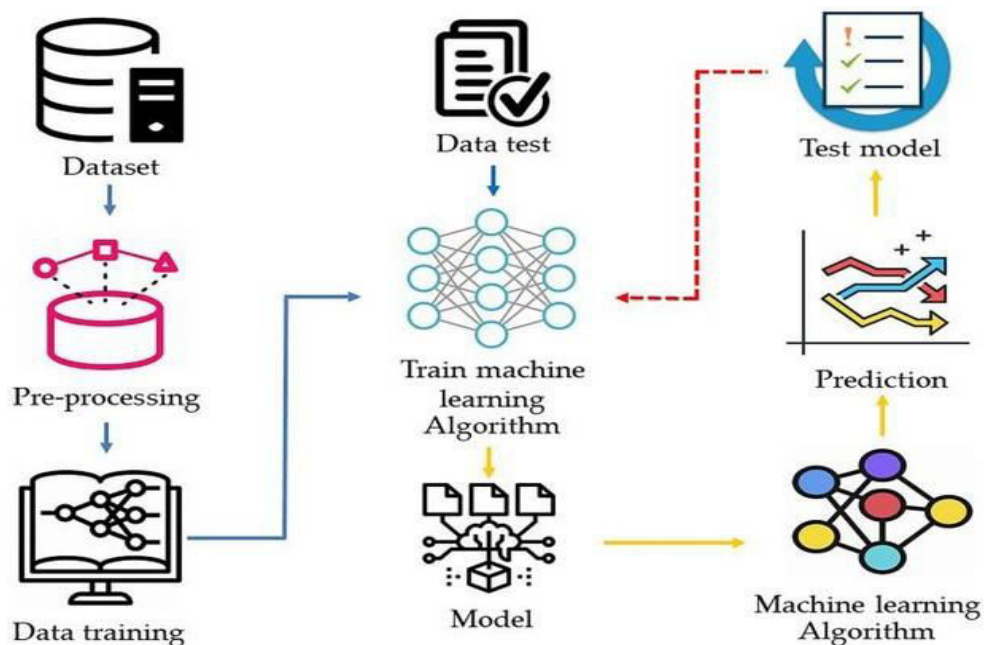 Dataset
Pre-processing
Data training
Data test
Train machine
learning
Algorithm
Model
Machine learning
Algorithm
Prediction
Test model